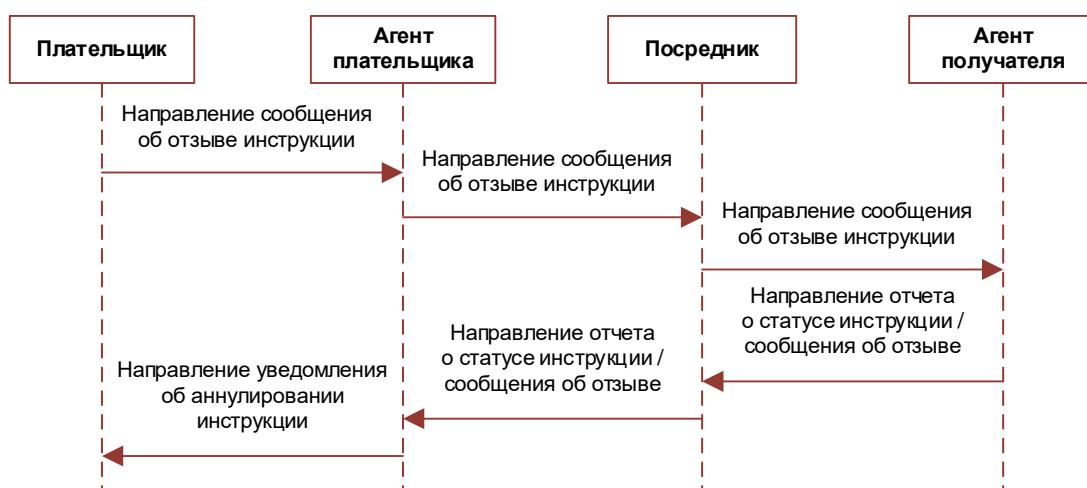 Плательщик
Агент
плательщика
Посредник
Агент
получателя
Направление сообщения
об отзыве инструкции
Направление сообщения
об отзыве инструкции
Направление сообщения
об отзыве инструкции
Направление отчета
о статусе инструкции /
сообщения об отзыве
Направление отчета
о статусе инструкции /
сообщения об отзыве
Направление уведомления
об аннулировании
инструкции